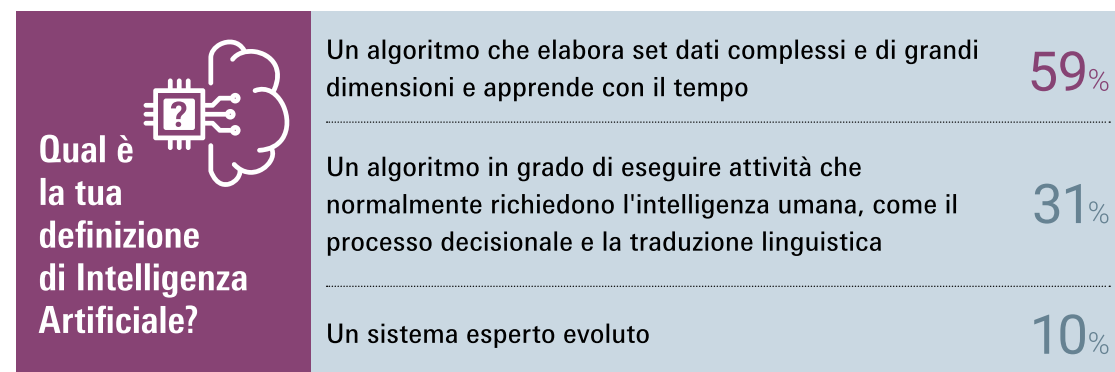 ?
Qual è
la tua
definizione
di Intelligenza
Artificiale?
Un algoritmo che elabora set dati complessi e di grandi
dimensioni e apprende con il tempo
59%
Un algoritmo in grado di eseguire attività che
normalmente richiedono l'intelligenza umana, come il
processo decisionale e la traduzione linguistica
31%
Un sistema esperto evoluto
10%